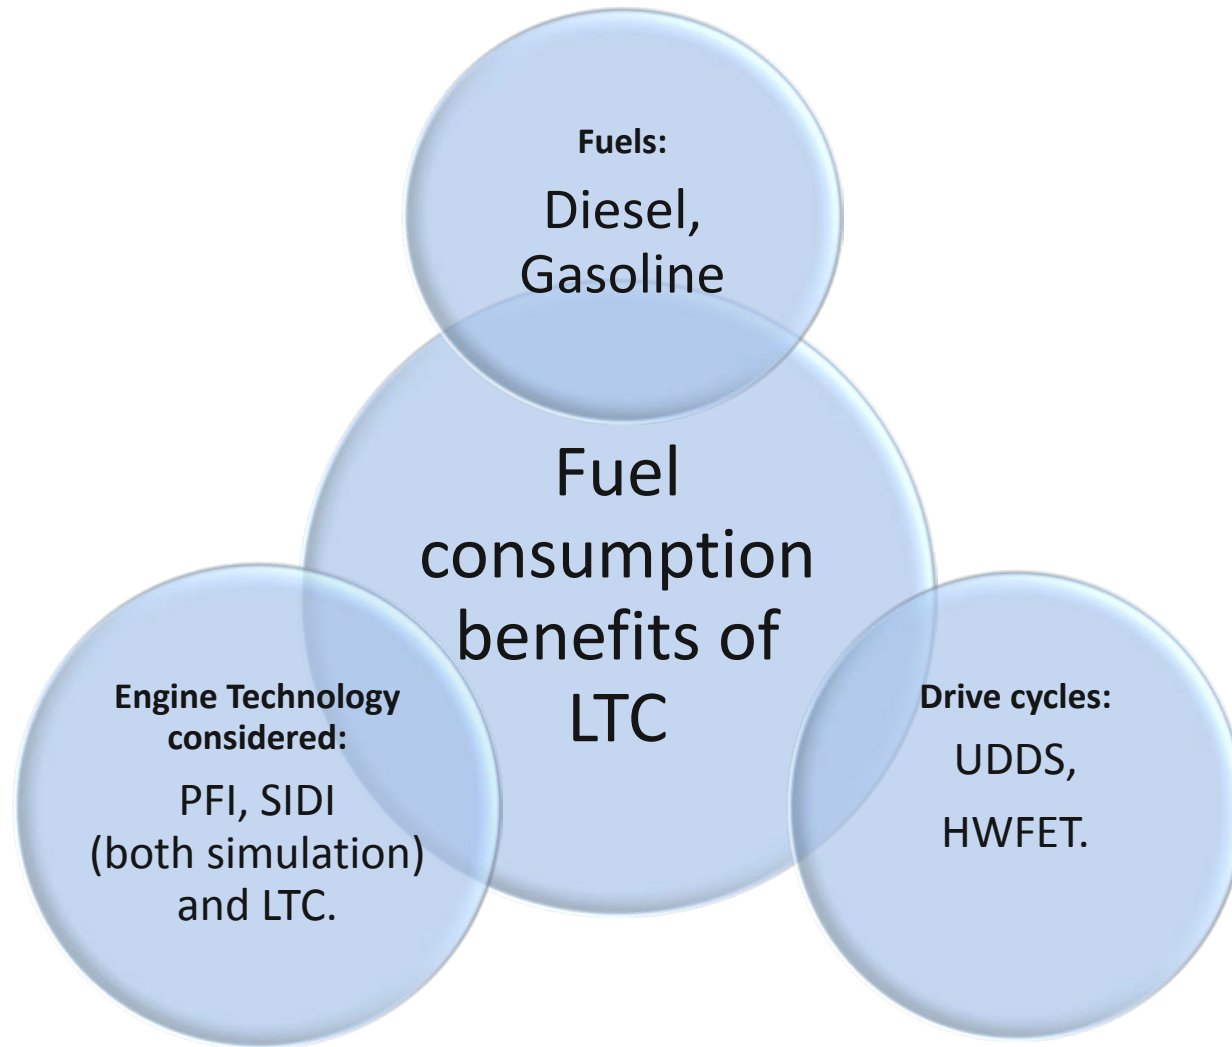 Fuels:
Diesel,
Gasoline
Fuel
consumption
benefits of
LTC
Engine Technology
considered:
PFI, SIDI
(both simulation)
and LTC.
Drive cycles:
UDDS,
HWFET.